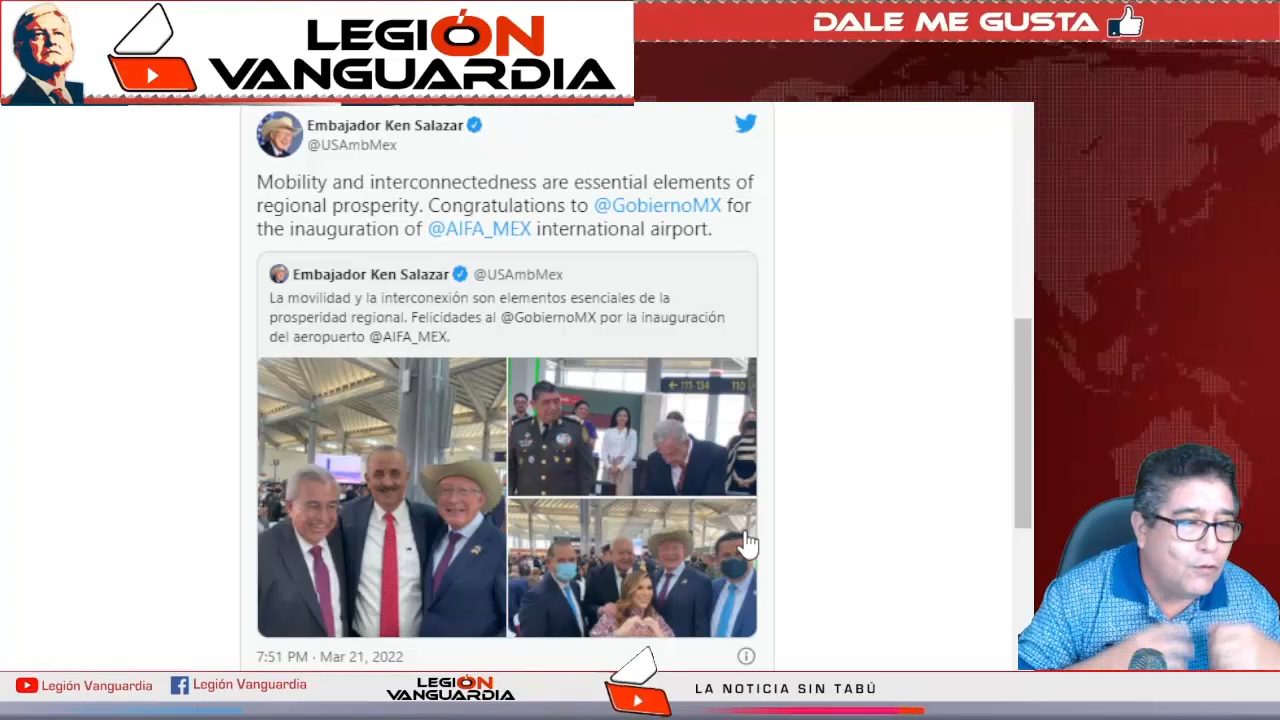 LEGIÓN
VANGUARDIA
DALE ME GUSTA
Embajador Ken Salazar
@USAmbMex
Mobility and interconnectedness are essential elements of
regional prosperity. Congratulations to @GobiernoMX for
the inauguration of @AIFA_MEX international airport.
Embajador Ken Salazar @USAmbMex
La movilidad y la interconexión son elementos esenciales de la
prosperidad regional. Felicidades al @GobiernoMX por la inauguración
del aeropuerto @AIFA_MEX.
← 111-134 110
7:51 PM · Mar 21, 2022
Legión Vanguardia
Legión Vanguardia
LEGIÓN
VANGUARDIA
LA NOTICIA SIN TABÚ